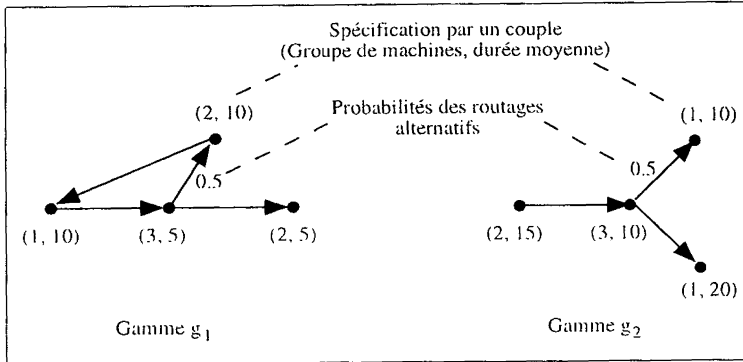 Spécification par un couple
(Groupe de machines, durée moyenne)
(2, 10)
Probabilités des routages
alternatifs
(1, 10)
0.5
0.5
(1, 10)
(3, 5)
(2, 5)
(2, 15)
(3, 10)
(1, 20)
Gamme g1
Gamme g2